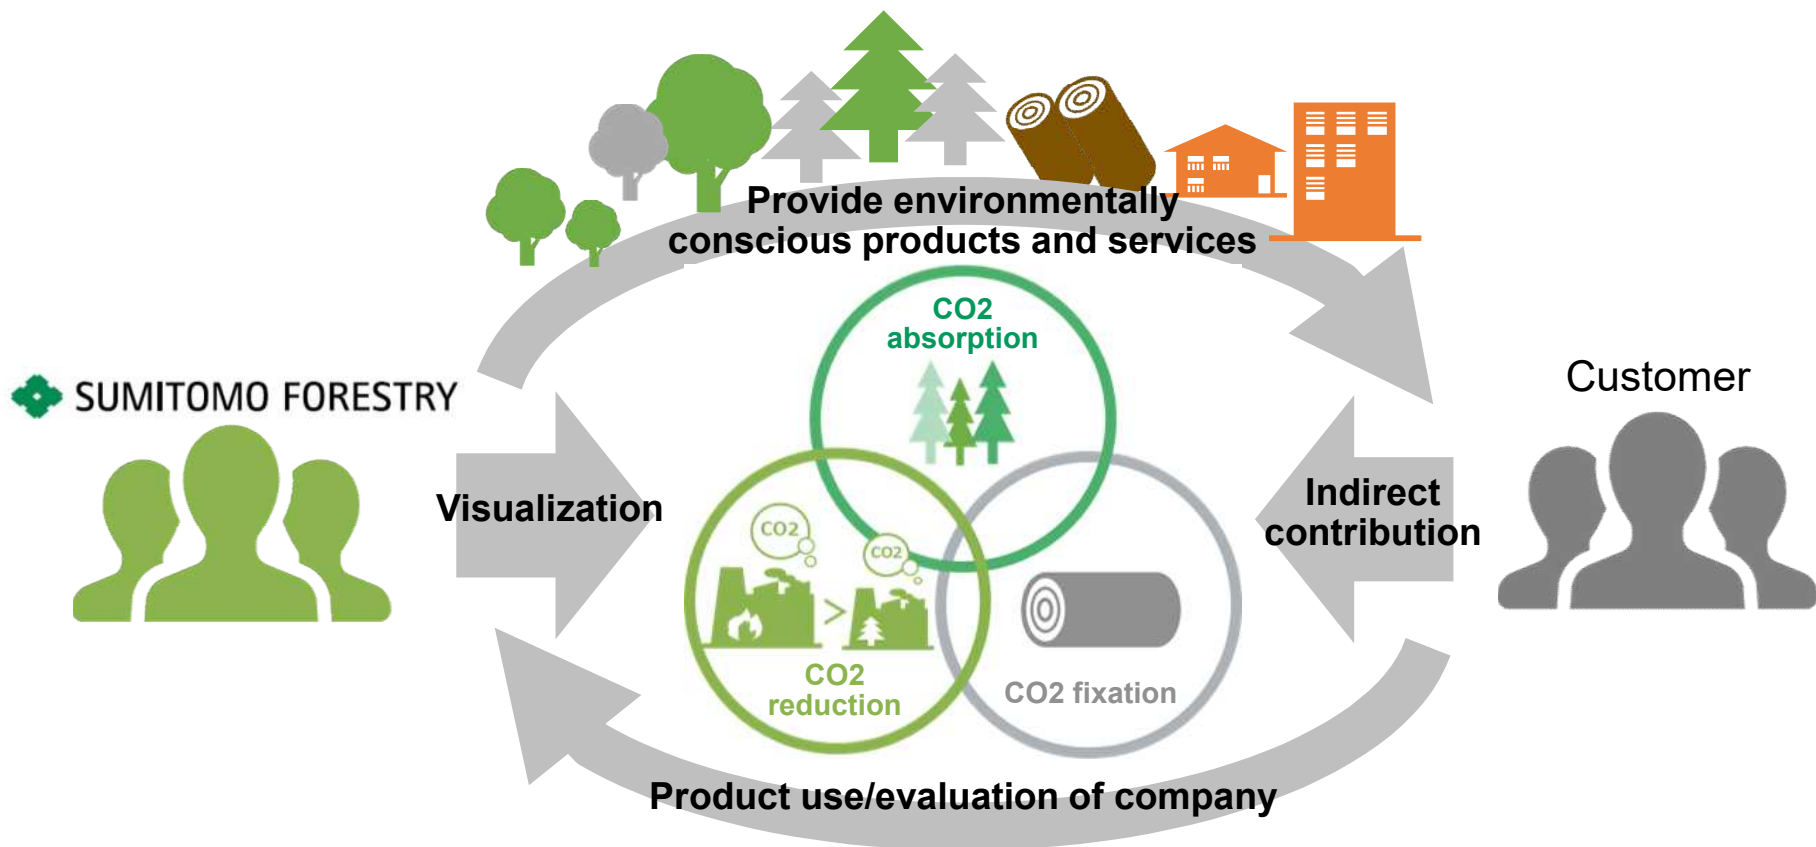 Provide environmentally
conscious products and services
CO2
absorption
SUMITOMO FORESTRY
Customer
Visualization
Indirect
contribution
CO2
CO2
>
CO2
reduction
CO2 fixation
Product use/evaluation of company